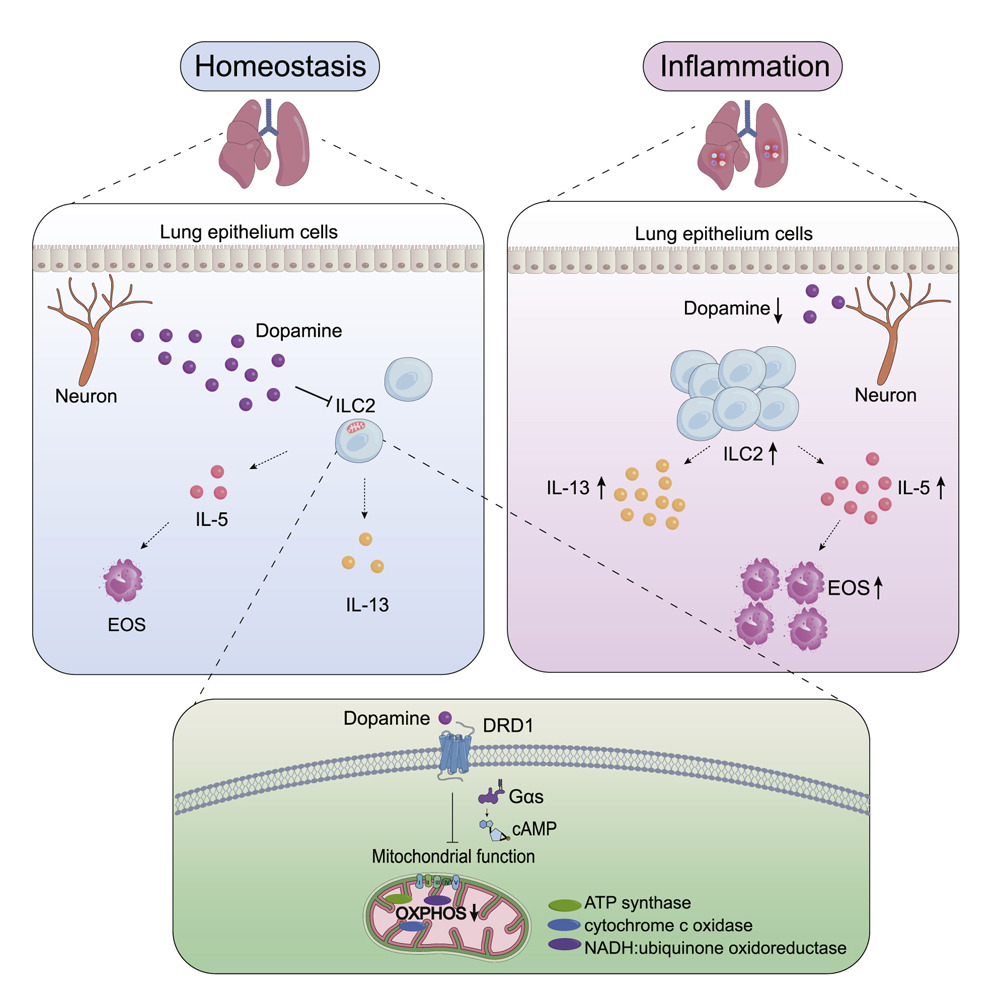 Homeostasis
Inflammation
Lung epithelium cells
Dopamine
Neuron
ILC2
IL-5
IL-13
EOS
Lung epithelium cells
Dopamine ↓
Neuron
ILC2 ↑
IL-13 ↑
IL-5 ↑
EOS ↑
Dopamine
DRD1
Gαs
cAMP
Mitochondrial function
OXPHOS ↓
ATP synthase
cytochrome c oxidase
NADH:ubiquinone oxidoreductase